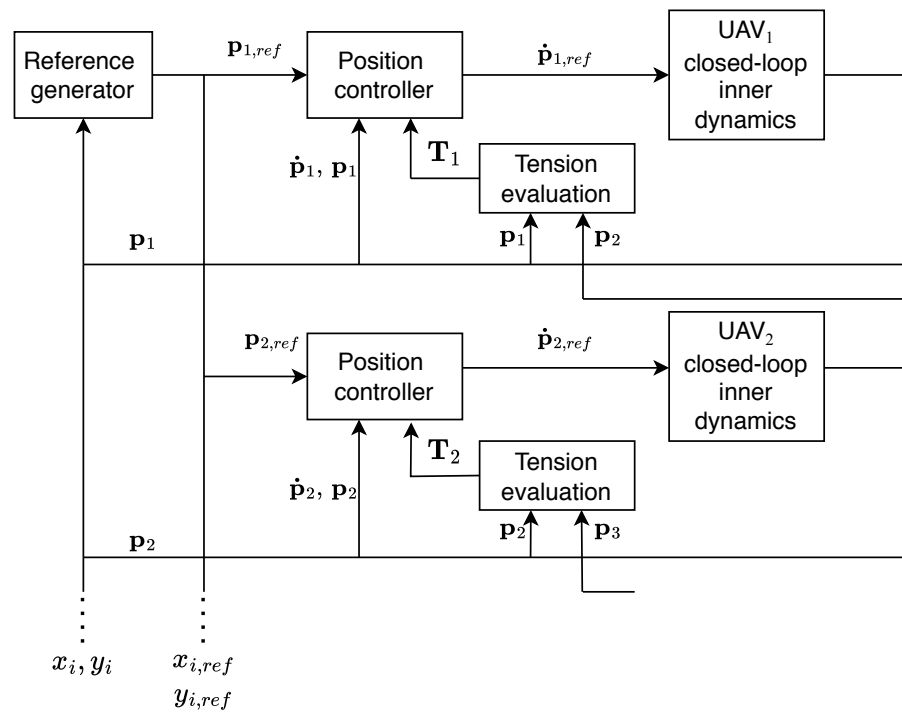 Reference
generator
p₁,ref
Position
controller
ṗ₁,ref
UAV₁
closed-loop
inner
dynamics
ṗ₁, p₁
T₁
Tension
evaluation
p₁
p₁
p₂
p₂,ref
Position
controller
ṗ₂,ref
UAV₂
closed-loop
inner
dynamics
ṗ₂, p₂
T₂
Tension
evaluation
p₂
p₂
p₃
xᵢ, yᵢ
xᵢ,ref
yᵢ,ref